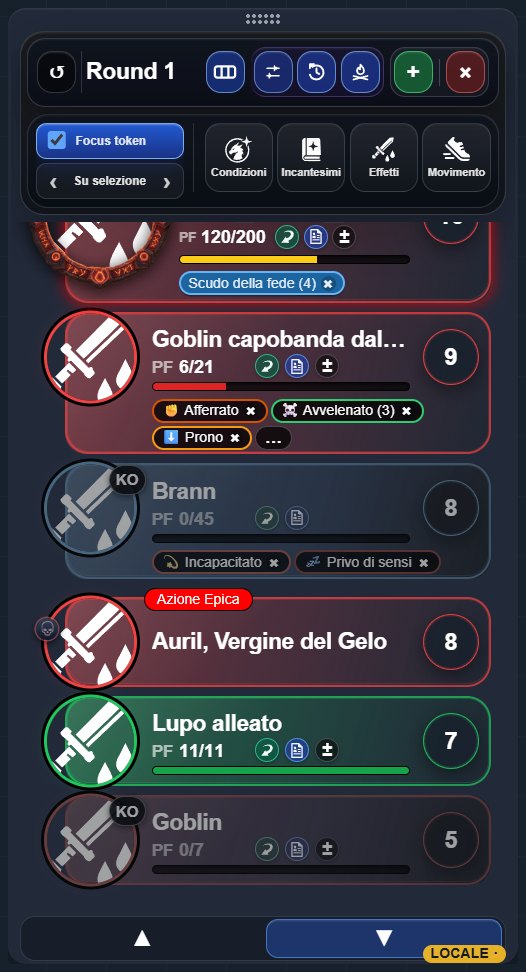 Round 1
Focus token
Su selezione
Condizioni
Incantesimi
Effetti
Movimento
PF 120/200
Scudo della fede (4) ✖
Goblin capobanda dal...
PF 6/21
9
Afferrato ✖
Avvelenato (3) ✖
Prono ✖
...
KO
Brann
PF 0/45
8
Incapacitato ✖
Privo di sensi ✖
Azione Epica
Auril, Vergine del Gelo
8
Lupo alleato
PF 11/11
7
KO
Goblin
PF 0/7
5
LOCALE ·